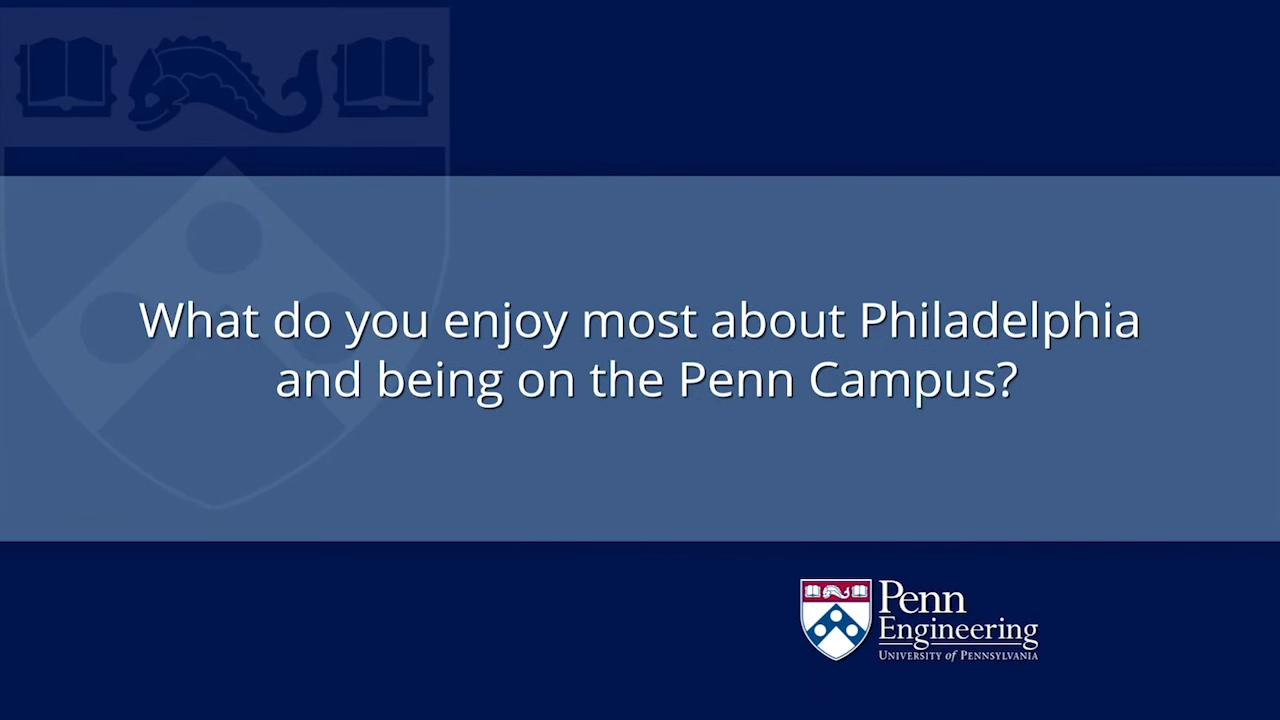 What do you enjoy most about Philadelphia
and being on the Penn Campus?
Penn
Engineering
UNIVERSITY of PENNSYLVANIA